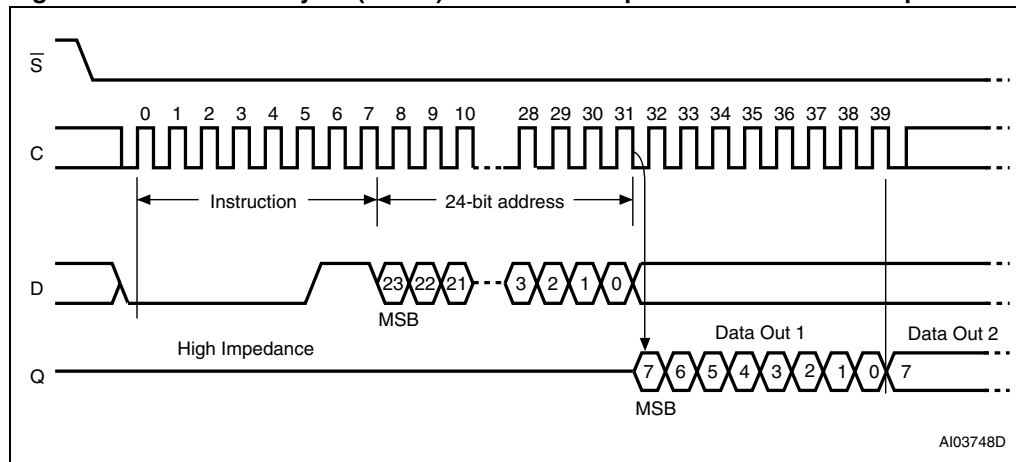 S
0 1 2 3 4 5 6 7 8 9 10 28 29 30 31 32 33 34 35 36 37 38 39
C
Instruction 24-bit address
D 23 22 21 3 2 1 0
MSB
High Impedance Data Out 1 Data Out 2
Q 7 6 5 4 3 2 1 0 7
MSB
AI03748D